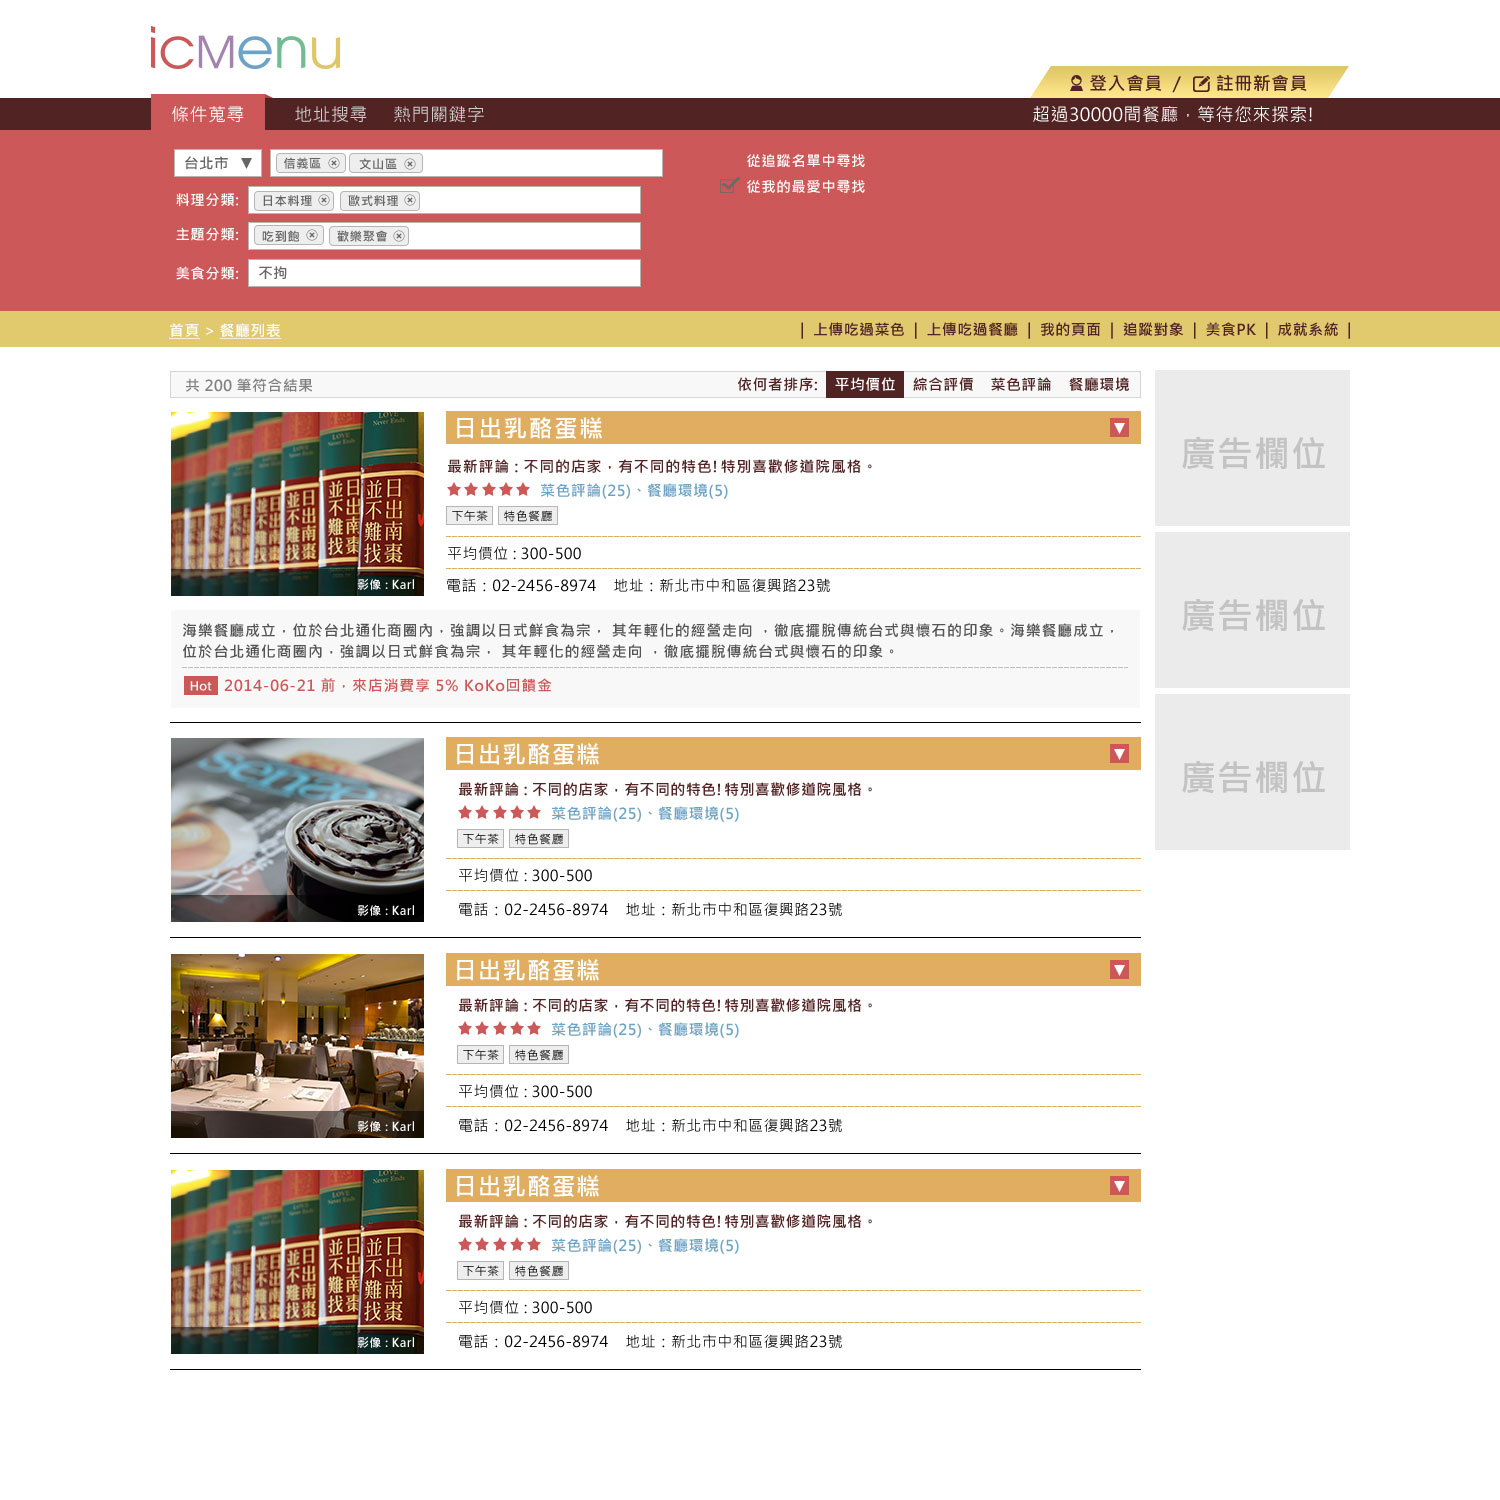 icMenu
登入會員 / 註冊新會員
條件蒐尋 地址搜尋 熱門關鍵字 超過30000間餐廳，等待您來探索!
台北市 ▼ 信義區 ⊗ 文山區 ⊗ 從追蹤名單中尋找
從我的最愛中尋找
料理分類: 日本料理 ⊗ 歐式料理 ⊗
主題分類: 吃到飽 ⊗ 歡樂聚會 ⊗
美食分類: 不拘
首頁 > 餐廳列表 | 上傳吃過菜色 | 上傳吃過餐廳 | 我的頁面 | 追蹤對象 | 美食PK | 成就系統 |
共 200 筆符合結果 依何者排序: 平均價位 綜合評價 菜色評論 餐廳環境
日出乳酪蛋糕
最新評論 : 不同的店家，有不同的特色! 特別喜歡修道院風格。
菜色評論(25)、餐廳環境(5)
下午茶 特色餐廳
平均價位 : 300-500
電話 : 02-2456-8974 地址 : 新北市中和區復興路23號
LOVE
Never Ends
日出南棗
並不難找
影像 : Karl
海樂餐廳成立，位於台北通化商圈內，強調以日式鮮食為宗， 其年輕化的經營走向 ，徹底擺脫傳統台式與懷石的印象。海樂餐廳成立，
位於台北通化商圈內，強調以日式鮮食為宗， 其年輕化的經營走向 ，徹底擺脫傳統台式與懷石的印象。
Hot 2014-06-21 前，來店消費享 5% KoKo回饋金
日出乳酪蛋糕
最新評論 : 不同的店家，有不同的特色! 特別喜歡修道院風格。
菜色評論(25)、餐廳環境(5)
下午茶 特色餐廳
平均價位 : 300-500
電話 : 02-2456-8974 地址 : 新北市中和區復興路23號
影像 : Karl
日出乳酪蛋糕
最新評論 : 不同的店家，有不同的特色! 特別喜歡修道院風格。
菜色評論(25)、餐廳環境(5)
下午茶 特色餐廳
平均價位 : 300-500
電話 : 02-2456-8974 地址 : 新北市中和區復興路23號
影像 : Karl
日出乳酪蛋糕
最新評論 : 不同的店家，有不同的特色! 特別喜歡修道院風格。
菜色評論(25)、餐廳環境(5)
下午茶 特色餐廳
平均價位 : 300-500
電話 : 02-2456-8974 地址 : 新北市中和區復興路23號
LOVE
Never Ends
日出南棗
並不難找
影像 : Karl
廣告欄位
廣告欄位
廣告欄位